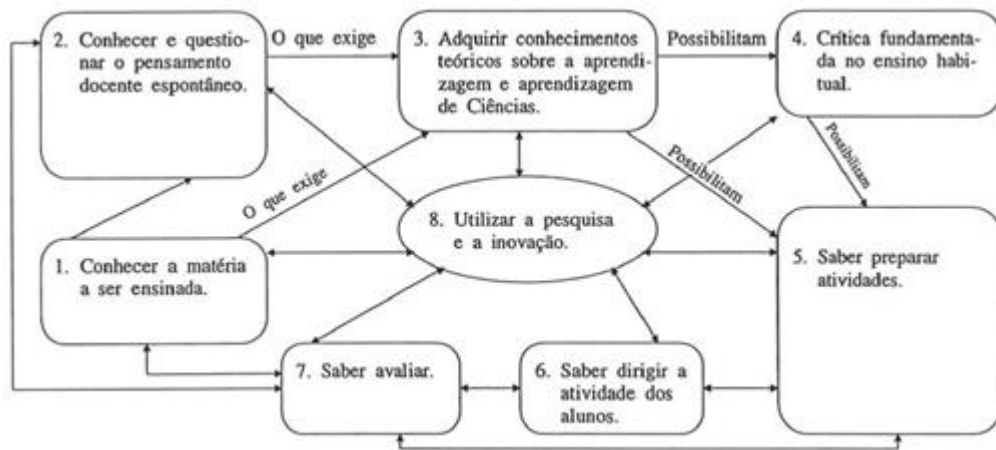 2. Conhecer e questio-
nar o pensamento
docente espontâneo.
O que exige
3. Adquirir conhecimentos
teóricos sobre a aprendi-
zagem e aprendizagem
de Ciências.
Possibilitam
4. Crítica fundamenta-
da no ensino habi-
tual.
Possibilitam
Possibilitam
O que exige
8. Utilizar a pesquisa
e a inovação.
1. Conhecer a matéria
a ser ensinada.
5. Saber preparar
atividades.
7. Saber avaliar.
6. Saber dirigir a
atividade dos
alunos.